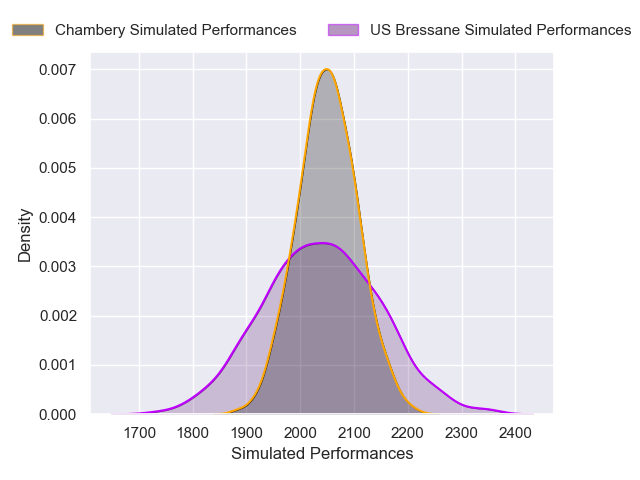 Chambery Simulated Performances
US Bressane Simulated Performances
0.007
0.006
0.005
0.004
0.003
0.002
0.001
0.000
Density
1700 1800 1900 2000 2100 2200 2300 2400
Simulated Performances